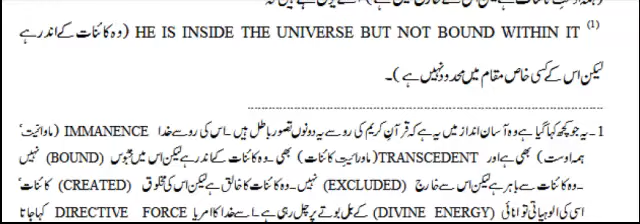 HE IS INSIDE THE UNIVERSE BUT NOT BOUND WITHIN IT (1) (وہ کائنات کے اندر ہے
لیکن اس کے کسی خاص مقام میں محدود نہیں ہے)۔
1۔ یہ جو کچھ کہا گیا ہے وہ آسان انداز میں یہ ہے کہ قرآن کریم کی رو سے یہ دونوں تصور باطل ہیں۔ اس کی رو سے خدا IMMANENCE (ماورائیت'
ہمہ اوست) بھی ہے اور TRANSCEDENT (ماورائیتِ کائنات) بھی۔ وہ کائنات کے اندر ہے لیکن اس میں محبوس (BOUND) نہیں
۔ وہ کائنات سے باہر ہے لیکن اس سے خارج (EXCLUDED) نہیں۔ وہ کائنات کا خالق ہے لیکن اس کی مخلوق (CREATED) کائنات'
اسی کی الوہیاتی توانائی (DIVINE ENERGY) کے بل بوتے پر چل رہی ہے۔ اسے خدا کا امر یا DIRECTIVE FORCE کہا جاتا